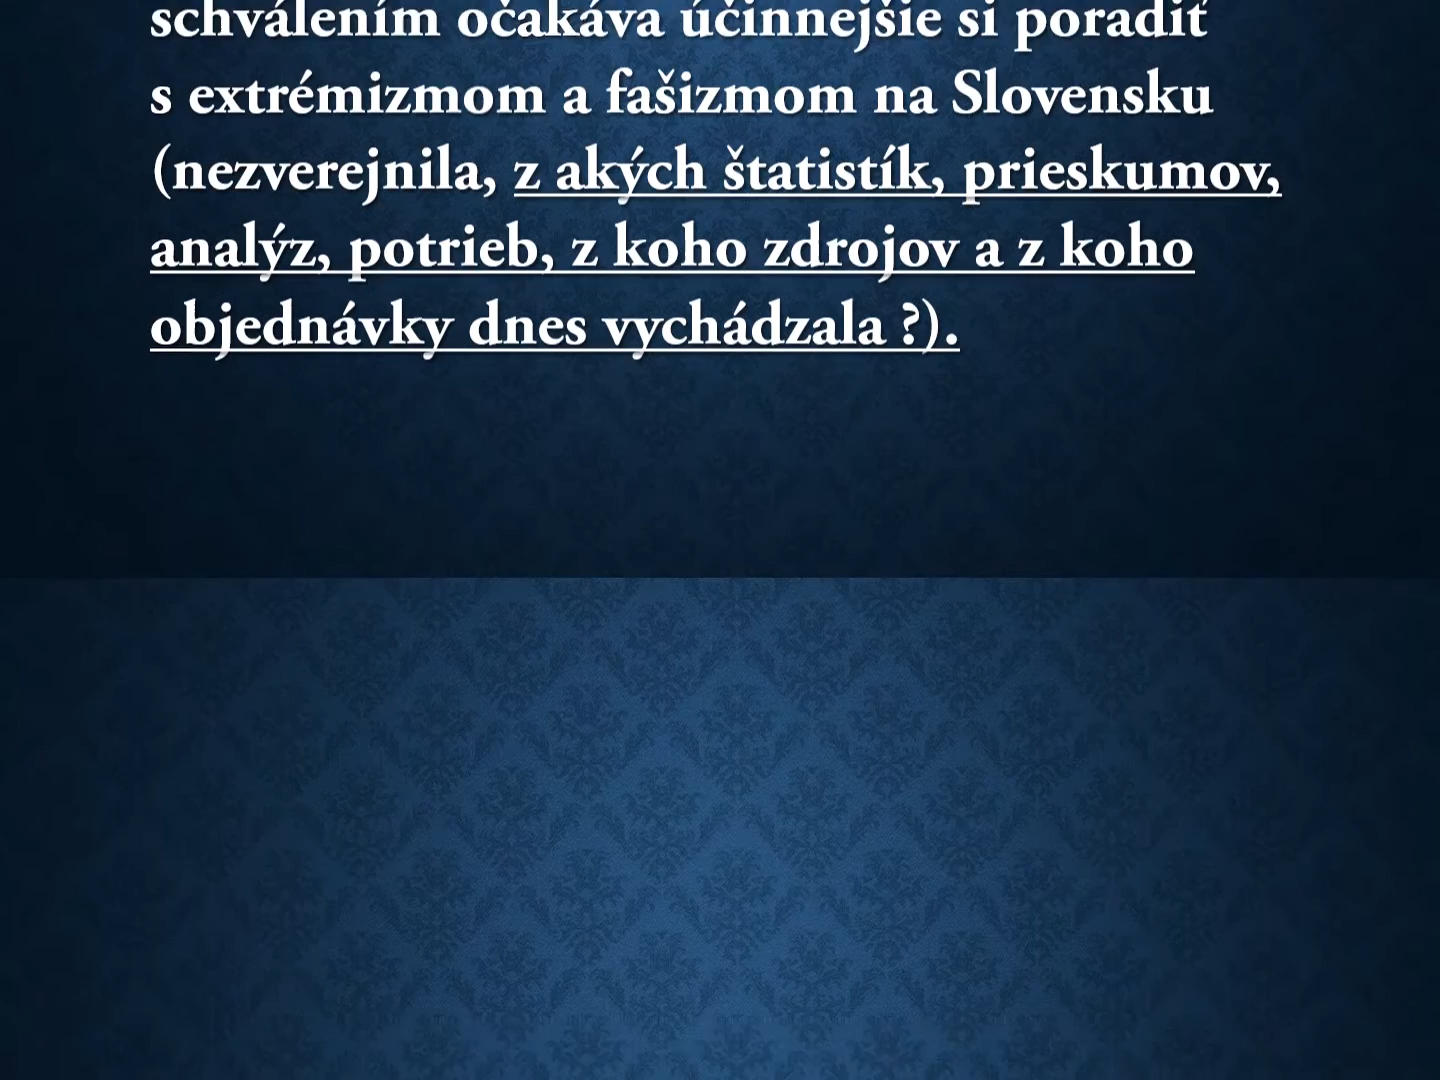 schválením očakáva účinnejšie si poradiť
s extrémizmom a fašizmom na Slovensku
(nezverejnila, z akých štatistík, prieskumov,
analýz, potrieb, z koho zdrojov a z koho
objednávky dnes vychádzala ?).